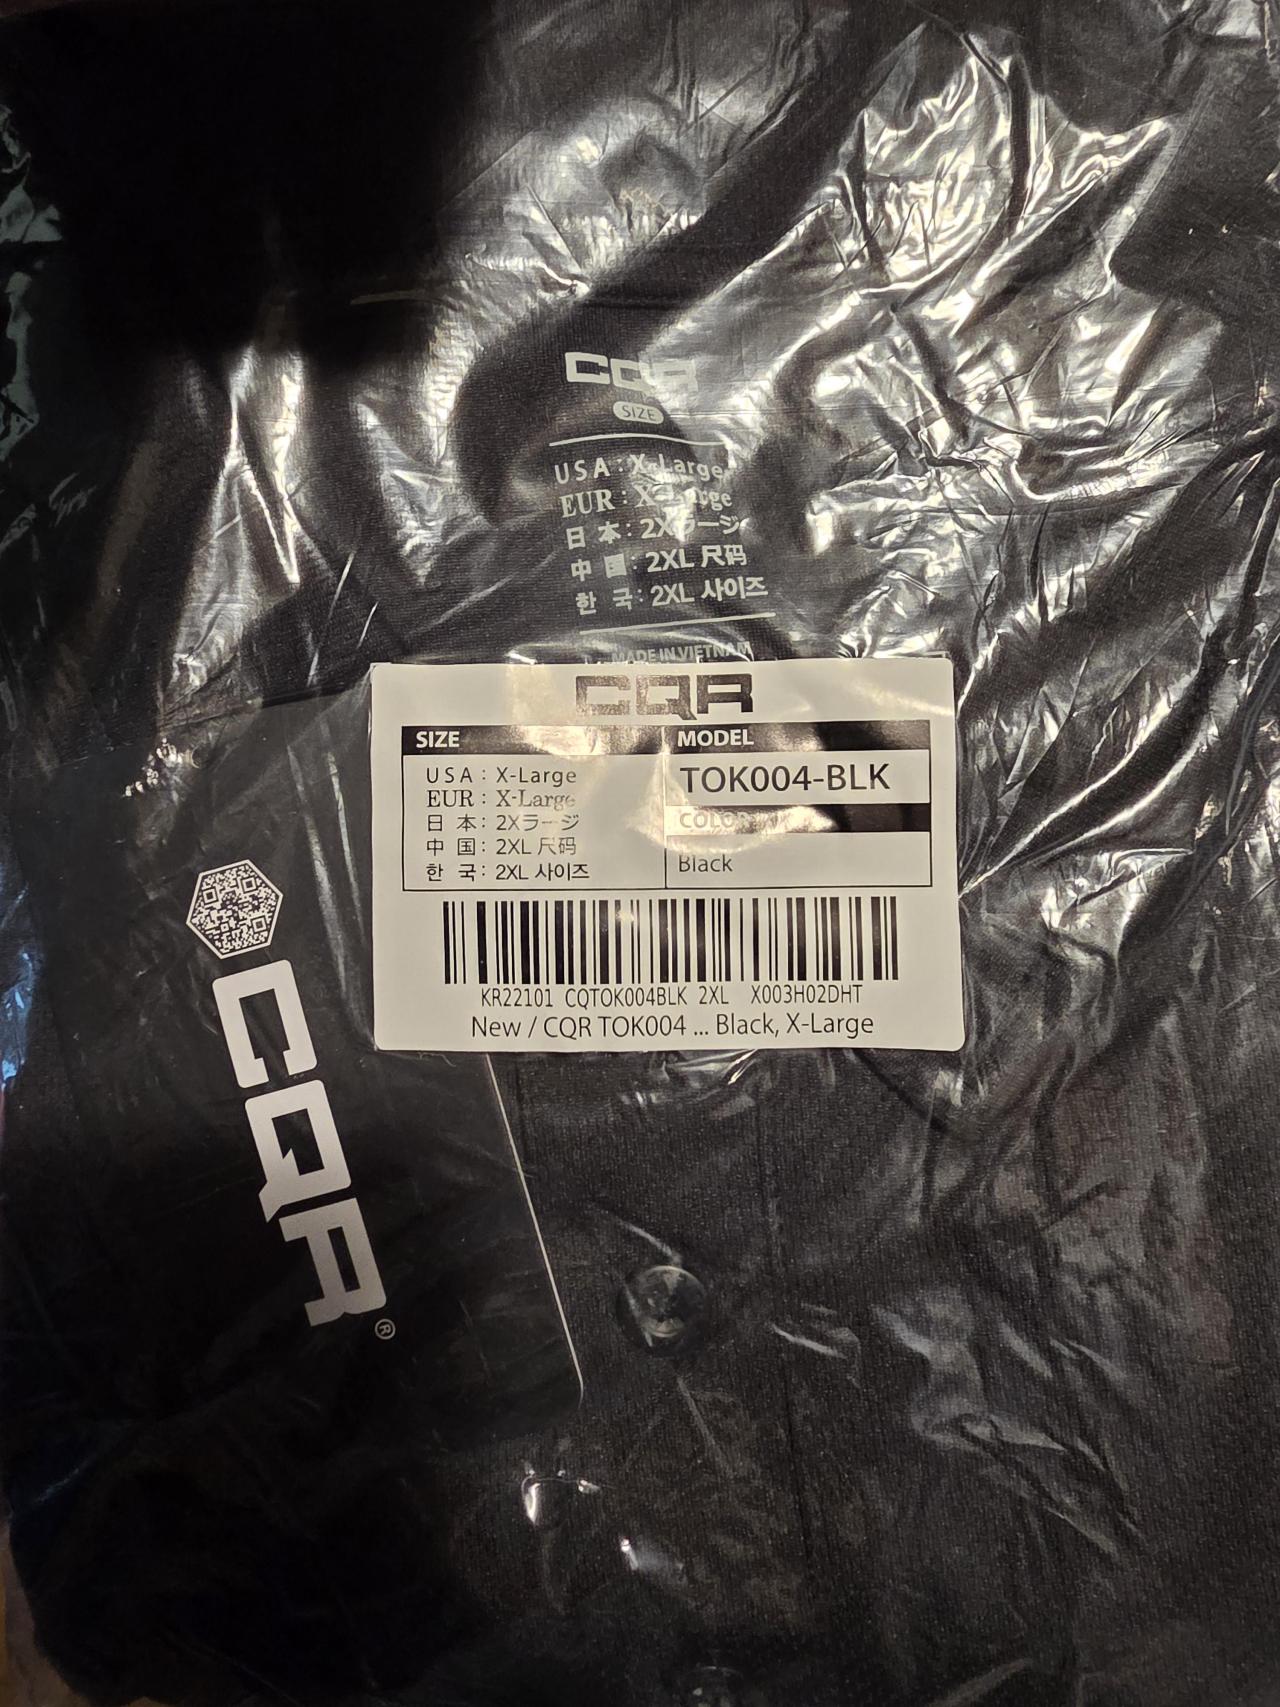 CQR
SIZE
USA : X-Large
EUR : X-Large
日 本 : 2Xラージ
中 国 : 2XL 尺码
한 국 : 2XL 사이즈
MADE IN VIETNAM
CQR
SIZE
MODEL
USA : X-Large
EUR : X-Large
日 本 : 2Xラージ
中 国 : 2XL 尺码
한 국 : 2XL 사이즈
TOK004-BLK
COLOR
Black
KR22101 CQTOK004BLK 2XL X003H02DHT
New / CQR TOK004 ... Black, X-Large
CQR®